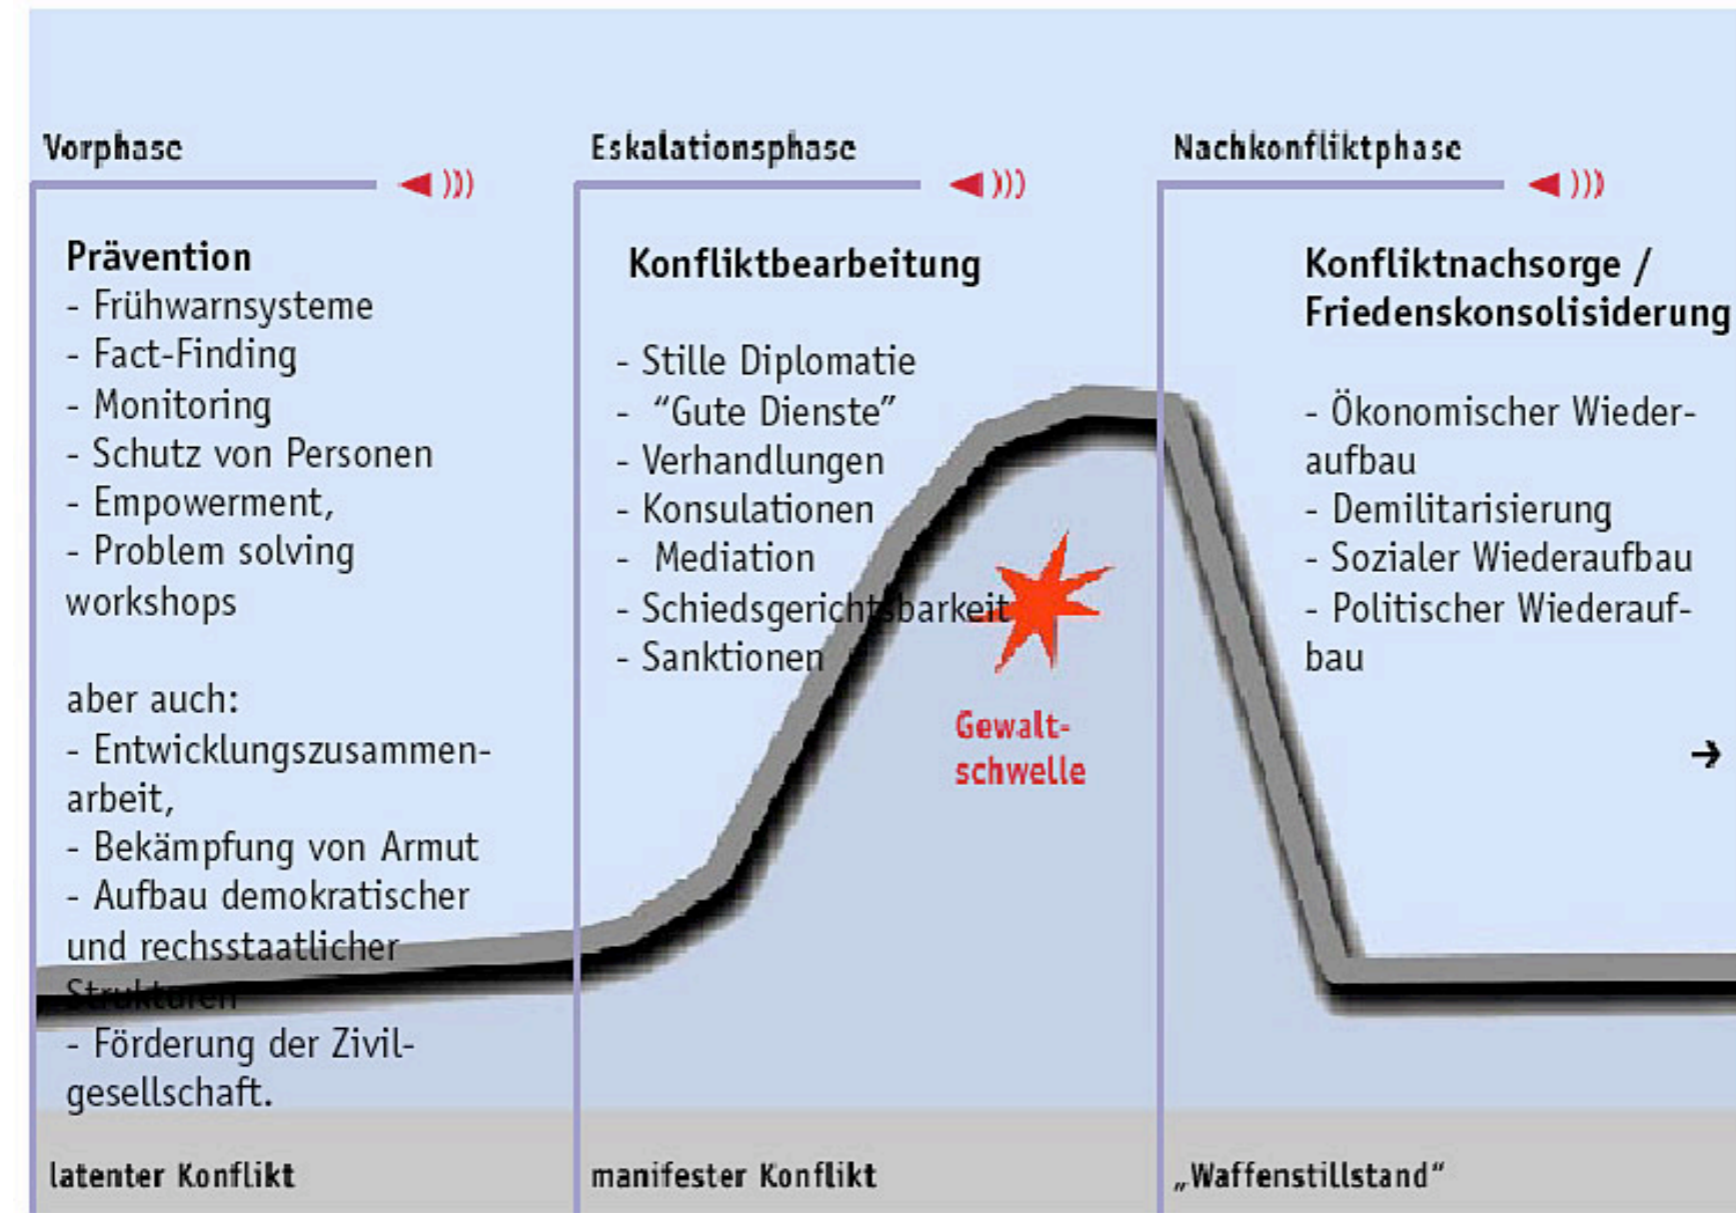 Vorphase
Prävention
- Frühwarnsysteme
- Fact-Finding
- Monitoring
- Schutz von Personen
- Empowerment,
- Problem solving
workshops
aber auch:
- Entwicklungszusammen-
arbeit,
- Bekämpfung von Armut
- Aufbau demokratischer
und rechsstaatlicher
Strukturen
- Förderung der Zivil-
gesellschaft.
latenter Konflikt
Eskalationsphase
Konfliktbearbeitung
- Stille Diplomatie
- “Gute Dienste”
- Verhandlungen
- Konsulationen
- Mediation
- Schiedsgerichtsbarkeit
- Sanktionen
Gewalt-
schwelle
manifester Konflikt
Nachkonfliktphase
Konfliktnachsorge /
Friedenskonsolisiderung
- Ökonomischer Wieder-
aufbau
- Demilitarisierung
- Sozialer Wiederaufbau
- Politischer Wiederauf-
bau
„Waffenstillstand“